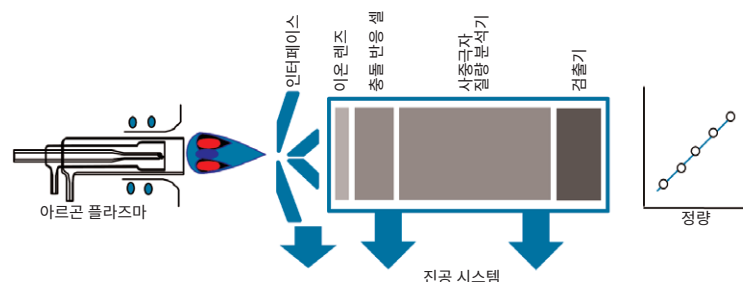 인터페이스
이온 렌즈
충돌 반응 셀
사중극자
질량 분석기
검출기
아르곤 플라즈마
정량
진공 시스템